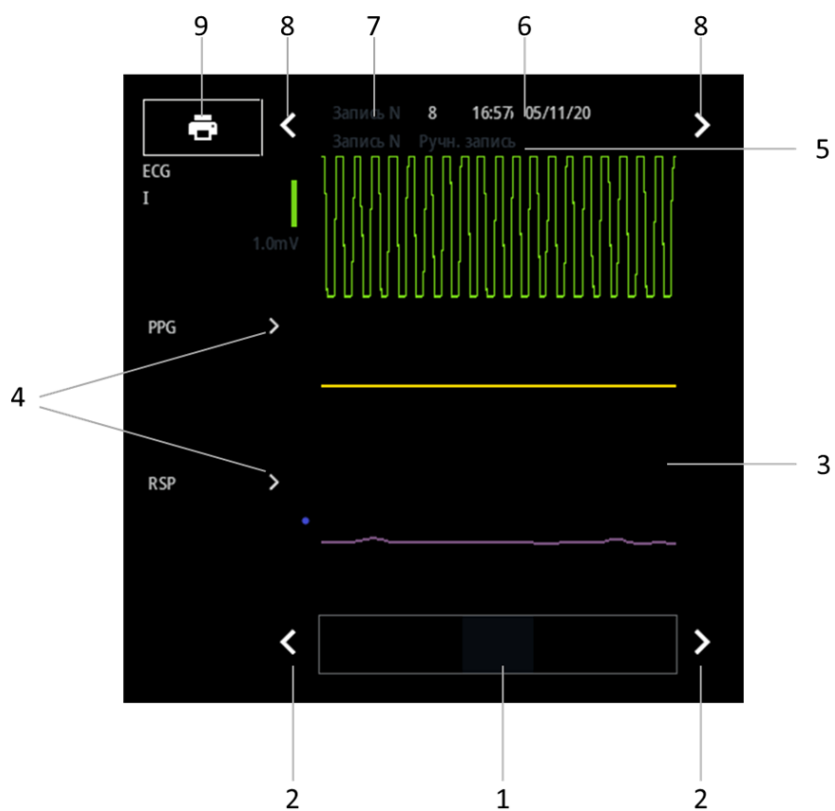 9 8 7 6 8
Запись N 8 16:57 05/11/20
Запись N Ручн. запись
5
ECG
I
1.0mV
PPG
4
3
RSP
2 1 2